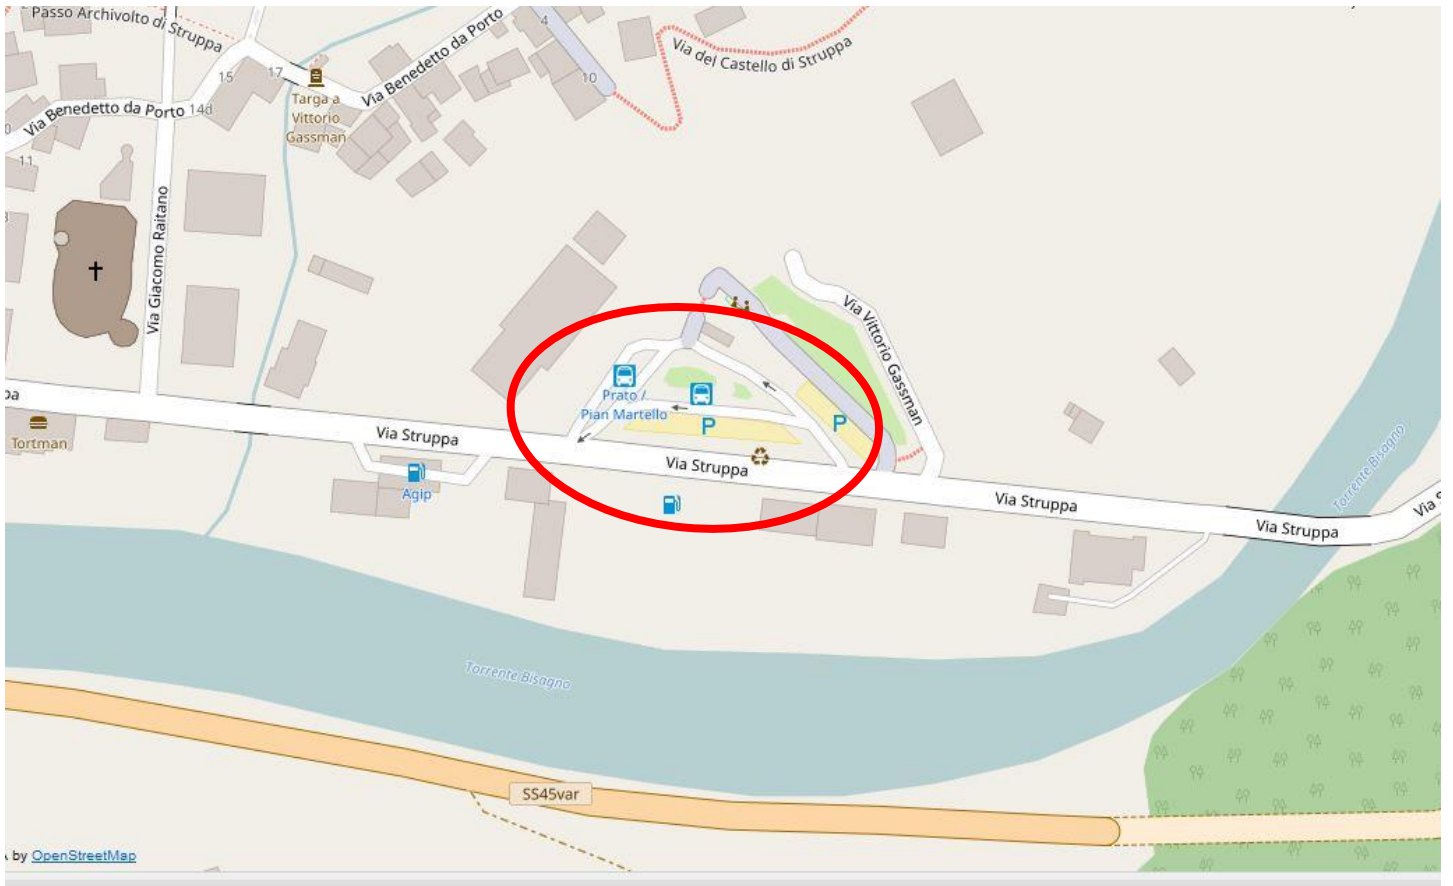 Passo Archivolto di Struppa
Via Benedetto da Porto
4
Via del Castello di Struppa
15
17
10
Targa a
Vittorio
Gassman
Via Benedetto da Porto
14d
11
Via Giacomo Raitano
Via Vittorio Gassman
Prato /
Pian Martello
P
P
Tortman
Via Struppa
Via Struppa
Agip
Via Struppa
Via Struppa
Torrente Bisagno
Torrente Bisagno
SS45var
by OpenStreetMap